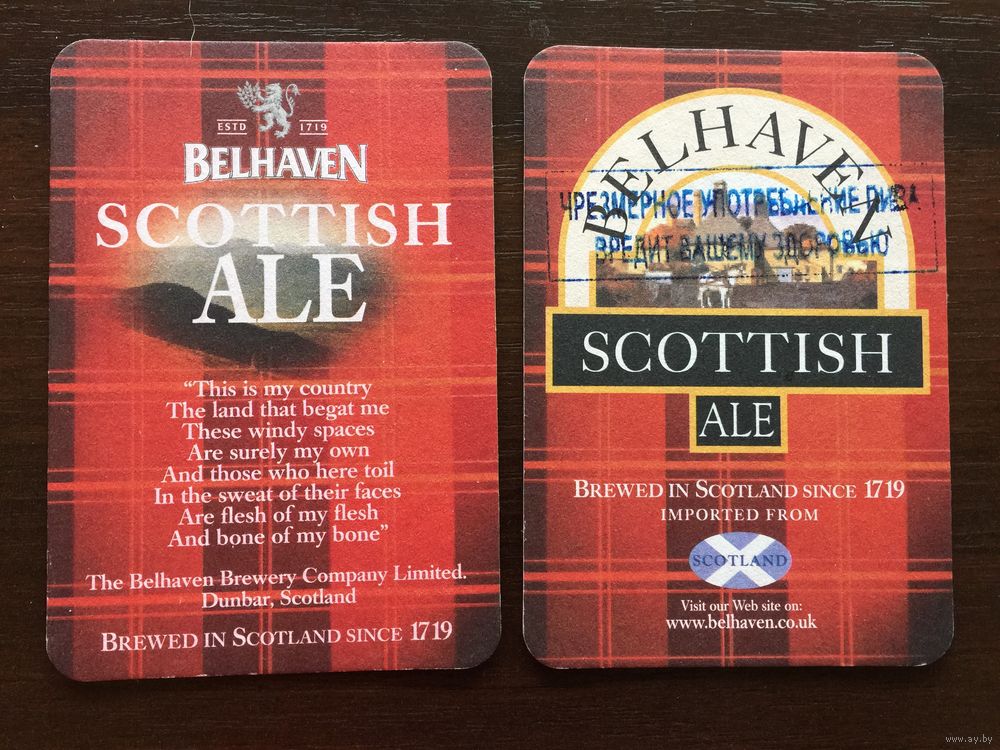 ESTD 1719
BELHAVEN
SCOTTISH
ALE
“This is my country
The land that begat me
These windy spaces
Are surely my own
And those who here toil
In the sweat of their faces
Are flesh of my flesh
And bone of my bone”
The Belhaven Brewery Company Limited.
Dunbar, Scotland
BREWED IN SCOTLAND SINCE 1719
BELHAVEN
ЧРЕЗМЕРНОЕ УПОТРЕБЛЕНИЕ ПИВА
ВРЕДИТ ВАШЕМУ ЗДОРОВЬЮ
SCOTTISH
ALE
BREWED IN SCOTLAND SINCE 1719
IMPORTED FROM
SCOTLAND
Visit our Web site on:
www.belhaven.co.uk
www.ay.by